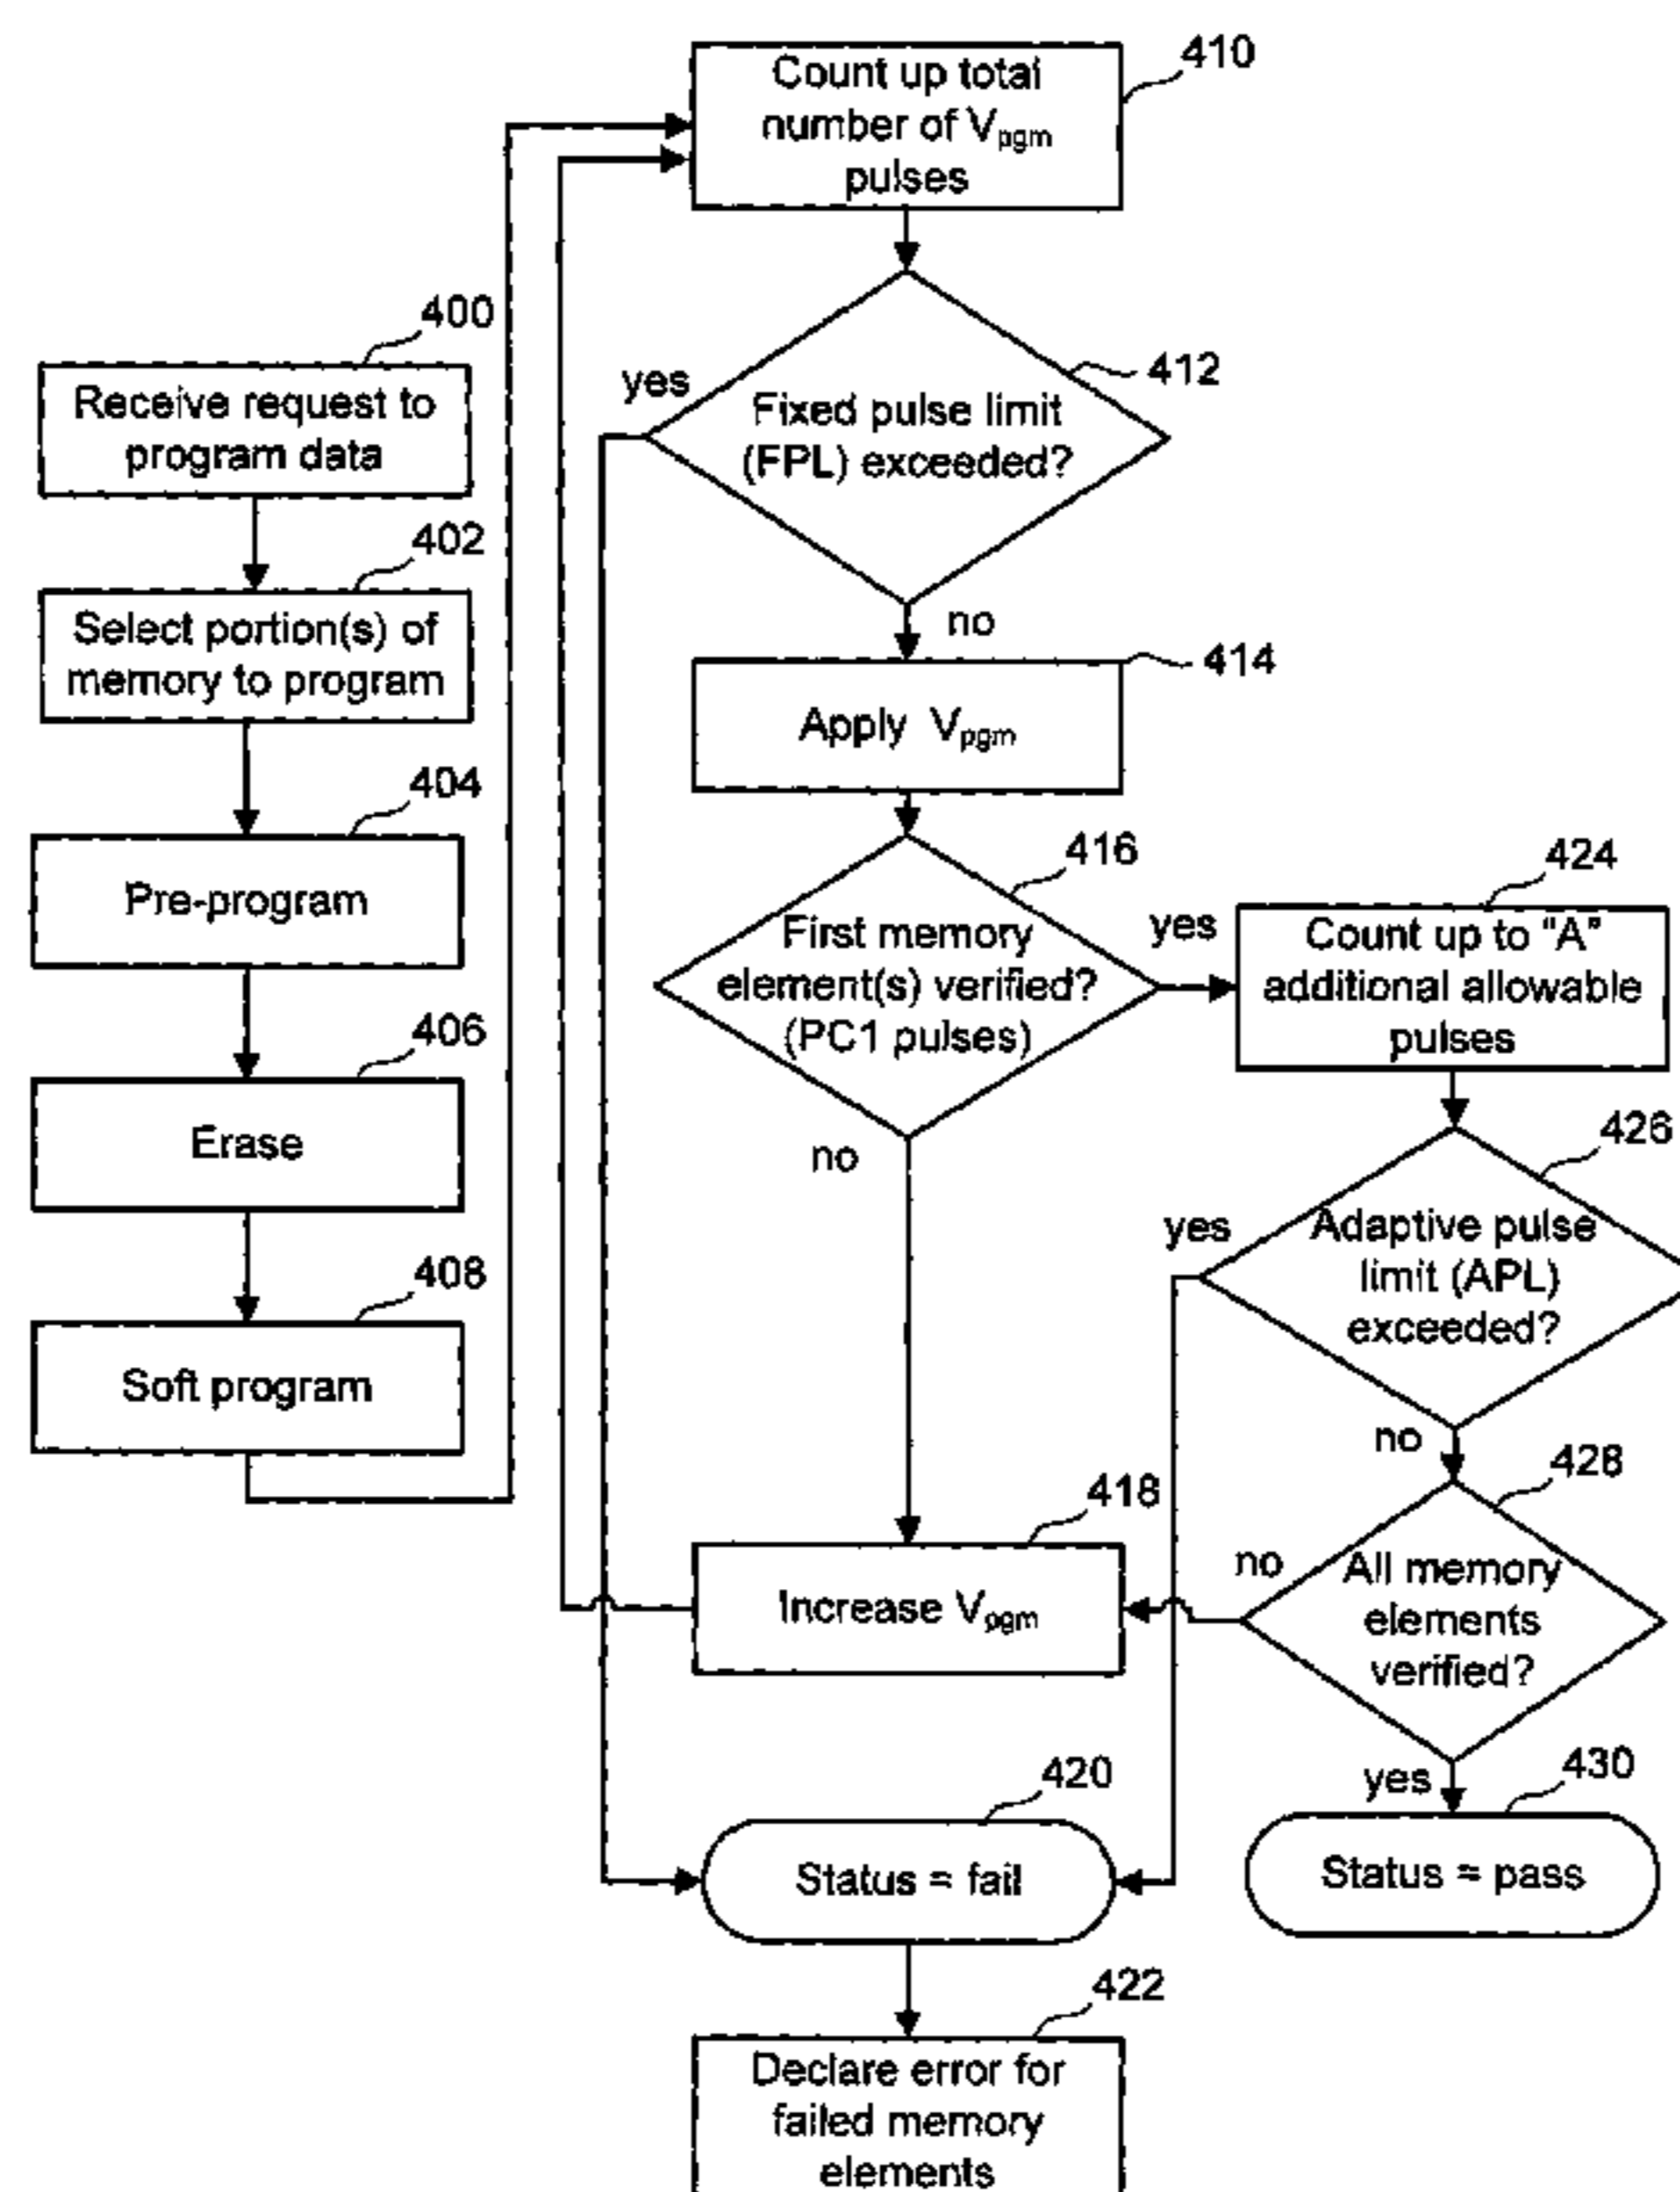 400
Receive request to
program data
402
Select portion(s) of
memory to program
404
Pre-program
406
Erase
408
Soft program
410
Count up total
number of Vpgm
pulses
412
yes
Fixed pulse limit
(FPL) exceeded?
no
414
Apply Vpgm
416
First memory
element(s) verified?
(PC1 pulses)
yes
no
424
Count up to “A”
additional allowable
pulses
426
yes
Adaptive pulse
limit (APL)
exceeded?
no
428
no
All memory
elements
verified?
yes
418
Increase Vpgm
420
Status = fail
430
Status = pass
422
Declare error for
failed memory
elements